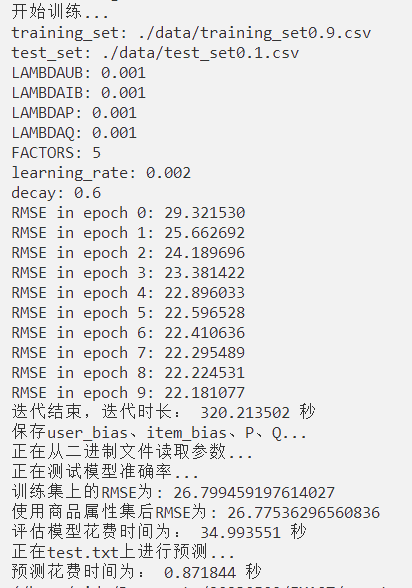 开始训练...
training_set: ./data/training_set0.9.csv
test_set: ./data/test_set0.1.csv
LAMBDAUB: 0.001
LAMBDAIB: 0.001
LAMBDAP: 0.001
LAMBDAQ: 0.001
FACTORS: 5
learning_rate: 0.002
decay: 0.6
RMSE in epoch 0: 29.321530
RMSE in epoch 1: 25.662692
RMSE in epoch 2: 24.189696
RMSE in epoch 3: 23.381422
RMSE in epoch 4: 22.896033
RMSE in epoch 5: 22.596528
RMSE in epoch 6: 22.410636
RMSE in epoch 7: 22.295489
RMSE in epoch 8: 22.224531
RMSE in epoch 9: 22.181077
迭代结束，迭代时长： 320.213502 秒
保存user_bias、item_bias、P、Q...
正在从二进制文件读取参数...
正在测试模型准确率...
训练集上的RMSE为: 26.799459197614027
使用商品属性集后RMSE为: 26.77536296560836
评估模型花费时间为： 34.993551 秒
正在test.txt上进行预测...
预测花费时间为： 0.871844 秒